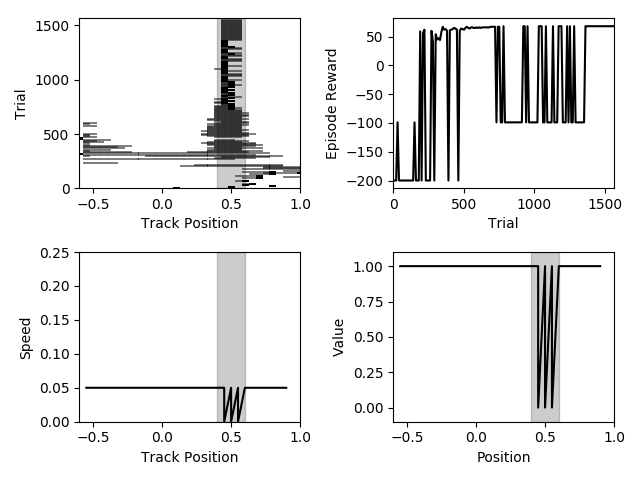 1500
1000
500
0
Trial
−0.5 0.0 0.5 1.0
Track Position
50
0
−50
−100
−150
−200
Episode Reward
0 500 1000 1500
Trial
0.25
0.20
0.15
0.10
0.05
0.00
Speed
−0.5 0.0 0.5 1.0
Track Position
1.00
0.75
0.50
0.25
0.00
Value
−0.5 0.0 0.5 1.0
Position